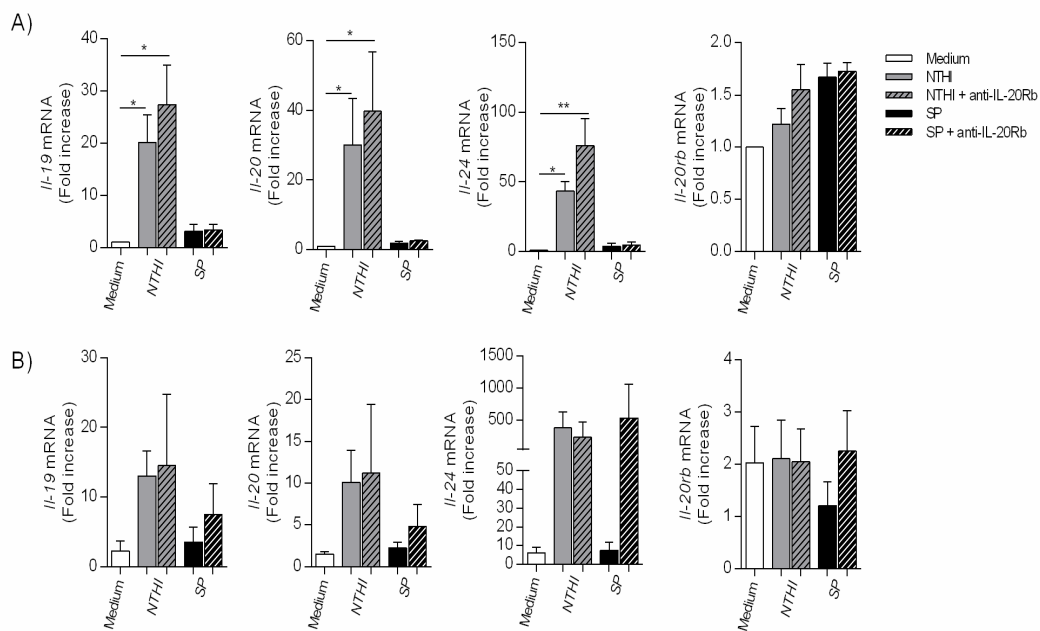 A)
Il-19 mRNA
(Fold increase)
40
30
20
10
0
*
*
Medium
NTHI
SP
Il-20 mRNA
(Fold increase)
60
40
20
0
*
*
Medium
NTHI
SP
Il-24 mRNA
(Fold increase)
150
100
50
0
**
*
Medium
NTHI
SP
Il-20rb mRNA
(Fold increase)
2.0
1.5
1.0
0.5
0.0
Medium
NTHI
SP
Medium
NTHI
NTHI + anti-IL-20Rb
SP
SP + anti-IL-20Rb
B)
Il-19 mRNA
(Fold increase)
30
20
10
0
Medium
NTHI
SP
Il-20 mRNA
(Fold increase)
25
20
15
10
5
0
Medium
NTHI
SP
Il-24 mRNA
(Fold increase)
1500
1000
500
50
40
30
20
10
0
Medium
NTHI
SP
Il-20rb mRNA
(Fold increase)
4
3
2
1
0
Medium
NTHI
SP